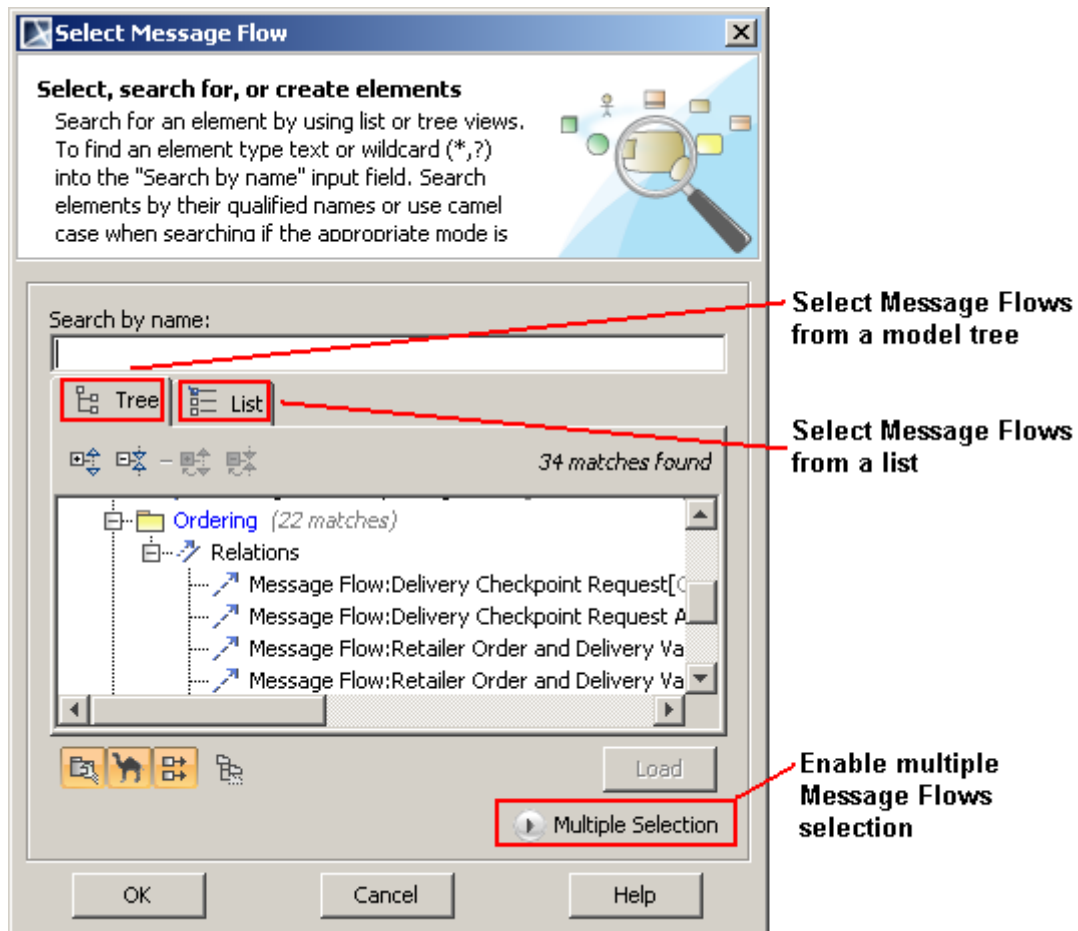 Select Message Flow
Select, search for, or create elements
Search for an element by using list or tree views.
To find an element type text or wildcard (*,?)
into the "Search by name" input field. Search
elements by their qualified names or use camel
case when searching if the appropriate mode is
Search by name:
Select Message Flows
from a model tree
Tree
List
Select Message Flows
from a list
34 matches found
Ordering (22 matches)
Relations
Message Flow:Delivery Checkpoint Request[
Message Flow:Delivery Checkpoint Request A
Message Flow:Retailer Order and Delivery Va
Message Flow:Retailer Order and Delivery Va
Load
Enable multiple
Message Flows
selection
Multiple Selection
OK
Cancel
Help